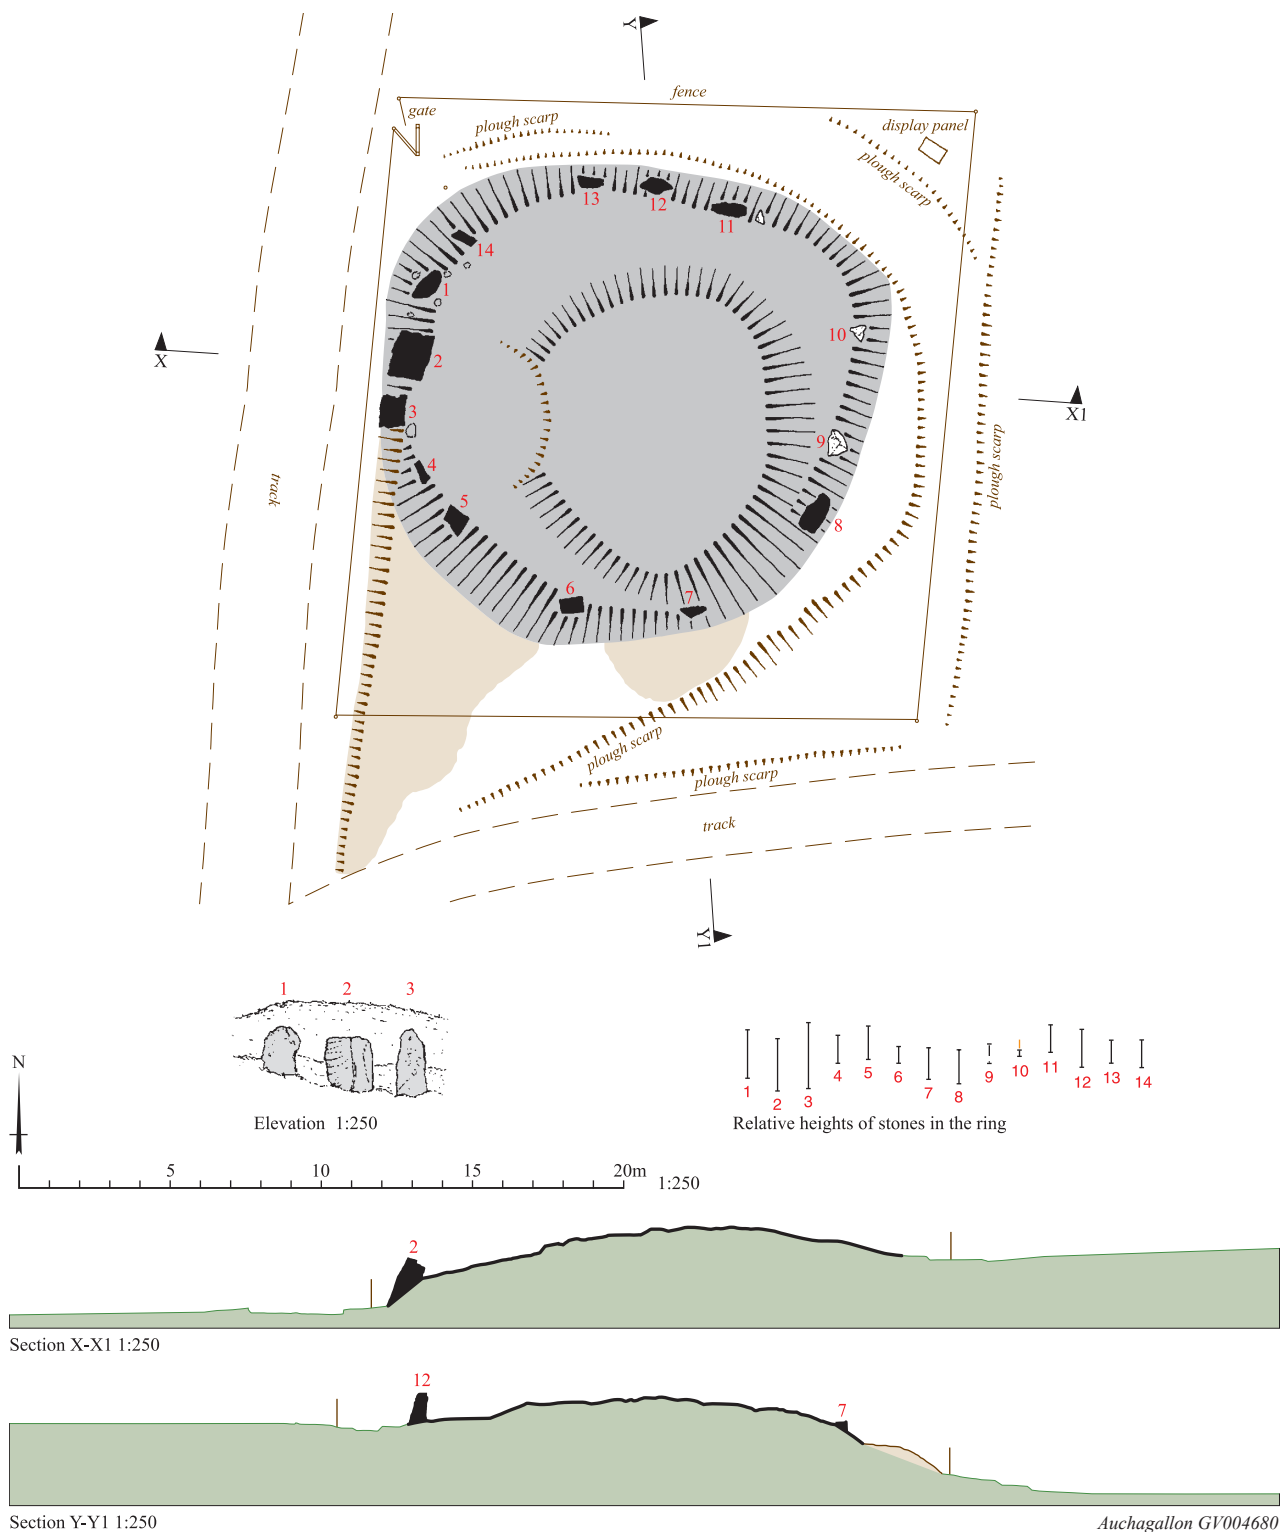 Y
fence
gate
N
plough scarp
display panel
plough scarp
13
12
11
14
1
10
X
2
X1
3
9
4
track
plough scarp
5
8
6
7
plough scarp
plough scarp
track
Y1
1 2 3
N
1 2 3 4 5 6 7 8 9 10 11 12 13 14
Elevation 1:250
Relative heights of stones in the ring
5 10 15 20m 1:250
2
Section X-X1 1:250
12
7
Section Y-Y1 1:250
Auchagallon GV004680